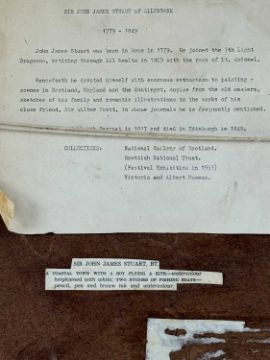 SIR JOHN JAMES STUART of ALLENBANK
1779 - 1849
John James Stuart was born in Rome in 1779. He joined the 7th Light
Dragoons, retiring through ill health in 1803 with the rank of Lt. Colonel.
Henceforth he devoted himself with enormous enthusiasm to painting -
scenes in Scotland, England and the Continent, copies from the old masters,
sketches of his family and romantic illustrations to the works of his
close friend, Sir Walter Scott, in whose journals he is frequently mentioned.
in 1817 and died in Edinburgh in 1849.
COLLECTIONS: National Gallery of Scotland.
Scottish National Trust.
(Festival Exhibition in 1951)
Victoria and Albert Museum.
SIR JOHN JAMES STUART, BT.
A COASTAL TOWN WITH A BOY FLYING A KITE—watercolour
heightened with white; TWO STUDIES OF FISHING BOATS—
pencil, pen and brown ink and watercolour.